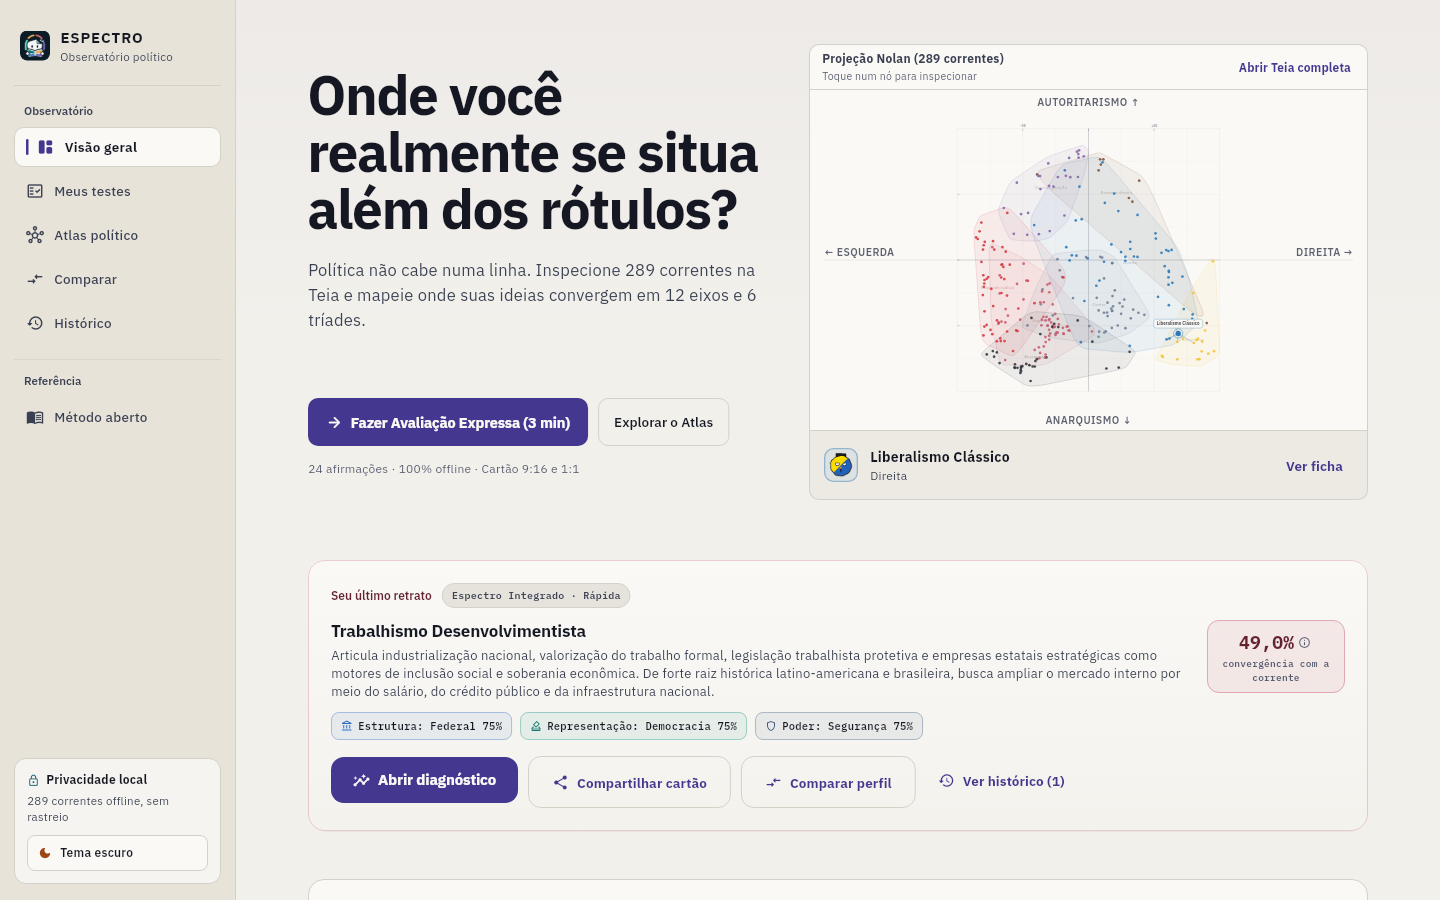 ESPECTRO
Observatório político
Observatório
Visão geral
Meus testes
Atlas político
Comparar
Histórico
Referência
Método aberto
Privacidade local
289 correntes offline, sem
rastreio
Tema escuro
Onde você
realmente se situa
além dos rótulos?
Política não cabe numa linha. Inspecione 289 correntes na
Teia e mapeie onde suas ideias convergem em 12 eixos e 6
tríades.
Fazer Avaliação Expressa (3 min)
Explorar o Atlas
24 afirmações · 100% offline · Cartão 9:16 e 1:1
Projeção Nolan (289 correntes)
Toque num nó para inspecionar
Abrir Teia completa
AUTORITARISMO ↑
← ESQUERDA
DIREITA →
Liberalismo Clássico
ANARQUISMO ↓
Liberalismo Clássico
Direita
Ver ficha
Seu último retrato
Espectro Integrado · Rápida
Trabalhismo Desenvolvimentista
Articula industrialização nacional, valorização do trabalho formal, legislação trabalhista protetiva e empresas estatais estratégicas como
motores de inclusão social e soberania econômica. De forte raiz histórica latino-americana e brasileira, busca ampliar o mercado interno por
meio do salário, do crédito público e da infraestrutura nacional.
49,0%
convergência com a
corrente
Estrutura: Federal 75%
Representação: Democracia 75%
Poder: Segurança 75%
Abrir diagnóstico
Compartilhar cartão
Comparar perfil
Ver histórico (1)